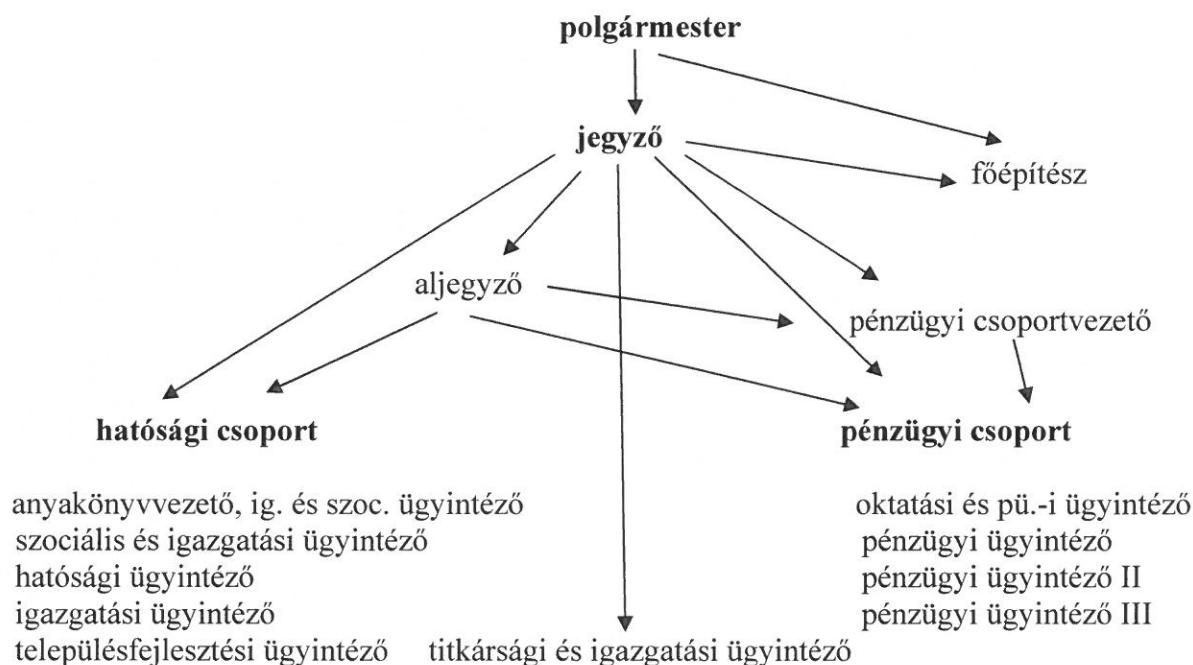 polgármester
jegyző
főépítész
aljegyző
pénzügyi csoportvezető
hatósági csoport
pénzügyi csoport
anyakönyvvezető, ig. és szoc. ügyintéző
szociális és igazgatási ügyintéző
hatósági ügyintéző
igazgatási ügyintéző
településfejlesztési ügyintéző
titkársági és igazgatási ügyintéző
oktatási és pü.-i ügyintéző
pénzügyi ügyintéző
pénzügyi ügyintéző II
pénzügyi ügyintéző III